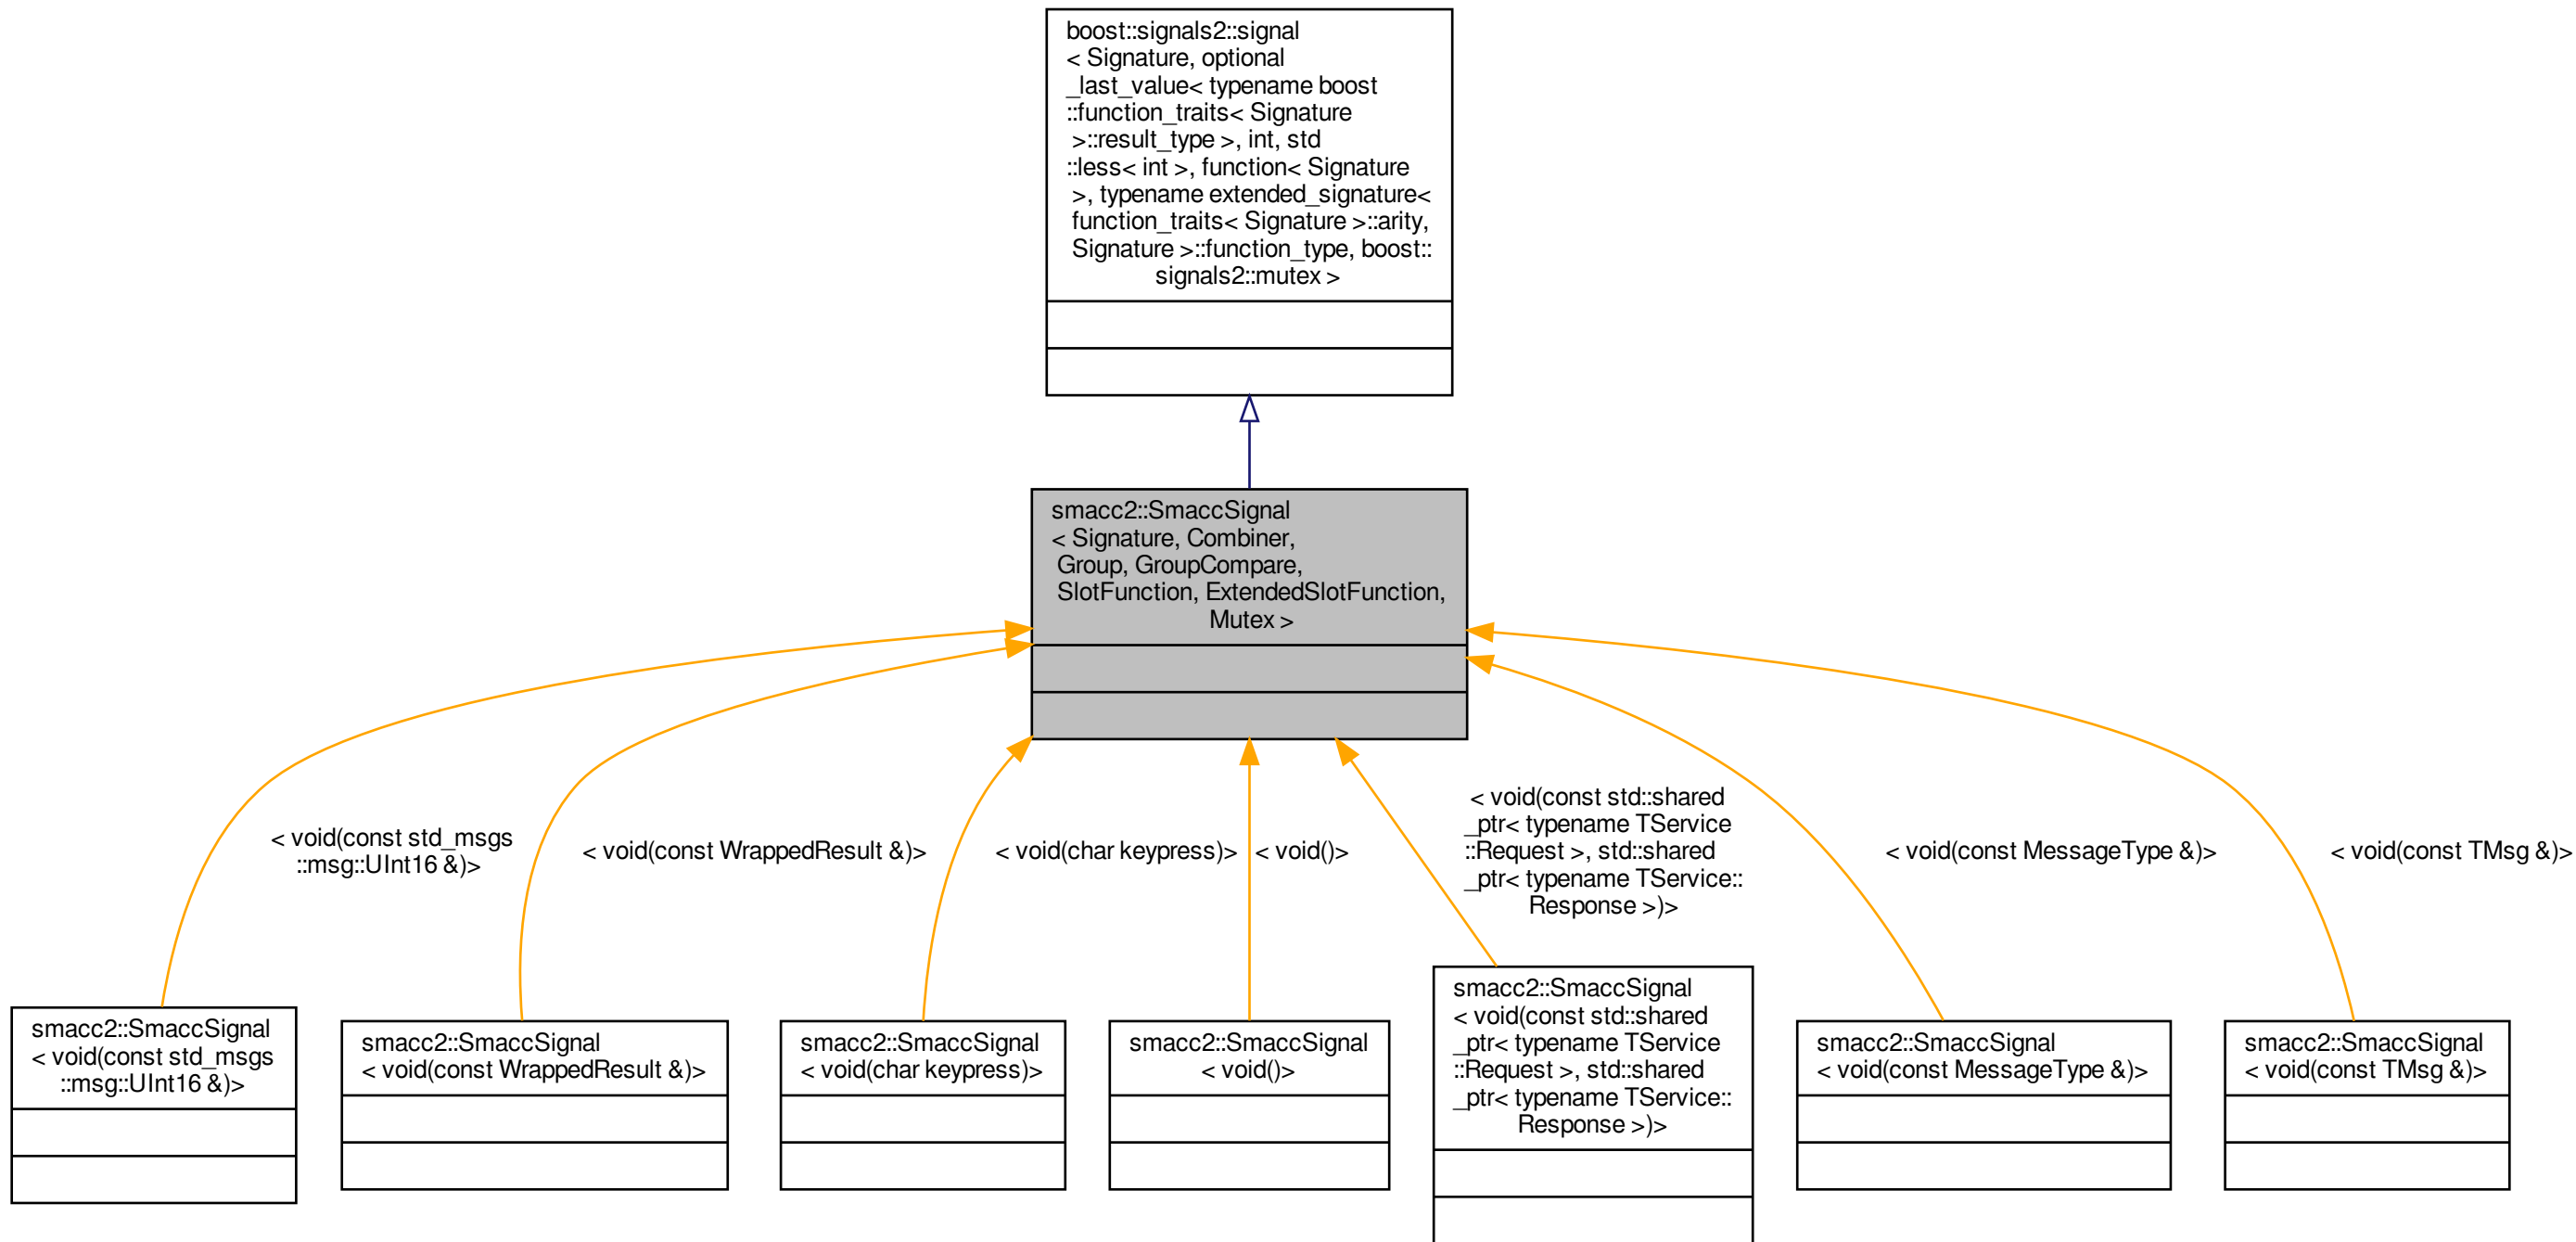 boost::signals2::signal
< Signature, optional
_last_value< typename boost
::function_traits< Signature
>::result_type >, int, std
::less< int >, function< Signature
>, typename extended_signature<
function_traits< Signature >::arity,
Signature >::function_type, boost::
signals2::mutex >
smacc2::SmaccSignal
< Signature, Combiner,
Group, GroupCompare,
SlotFunction, ExtendedSlotFunction,
Mutex >
< void(const std_msgs
::msg::UInt16 &)>
< void(const WrappedResult &)>
< void(char keypress)>
< void()>
< void(const std::shared
_ptr< typename TService
::Request >, std::shared
_ptr< typename TService::
Response >)>
< void(const MessageType &)>
< void(const TMsg &)>
smacc2::SmaccSignal
< void(const std_msgs
::msg::UInt16 &)>
smacc2::SmaccSignal
< void(const WrappedResult &)>
smacc2::SmaccSignal
< void(char keypress)>
smacc2::SmaccSignal
< void()>
smacc2::SmaccSignal
< void(const std::shared
_ptr< typename TService
::Request >, std::shared
_ptr< typename TService::
Response >)>
smacc2::SmaccSignal
< void(const MessageType &)>
smacc2::SmaccSignal
< void(const TMsg &)>